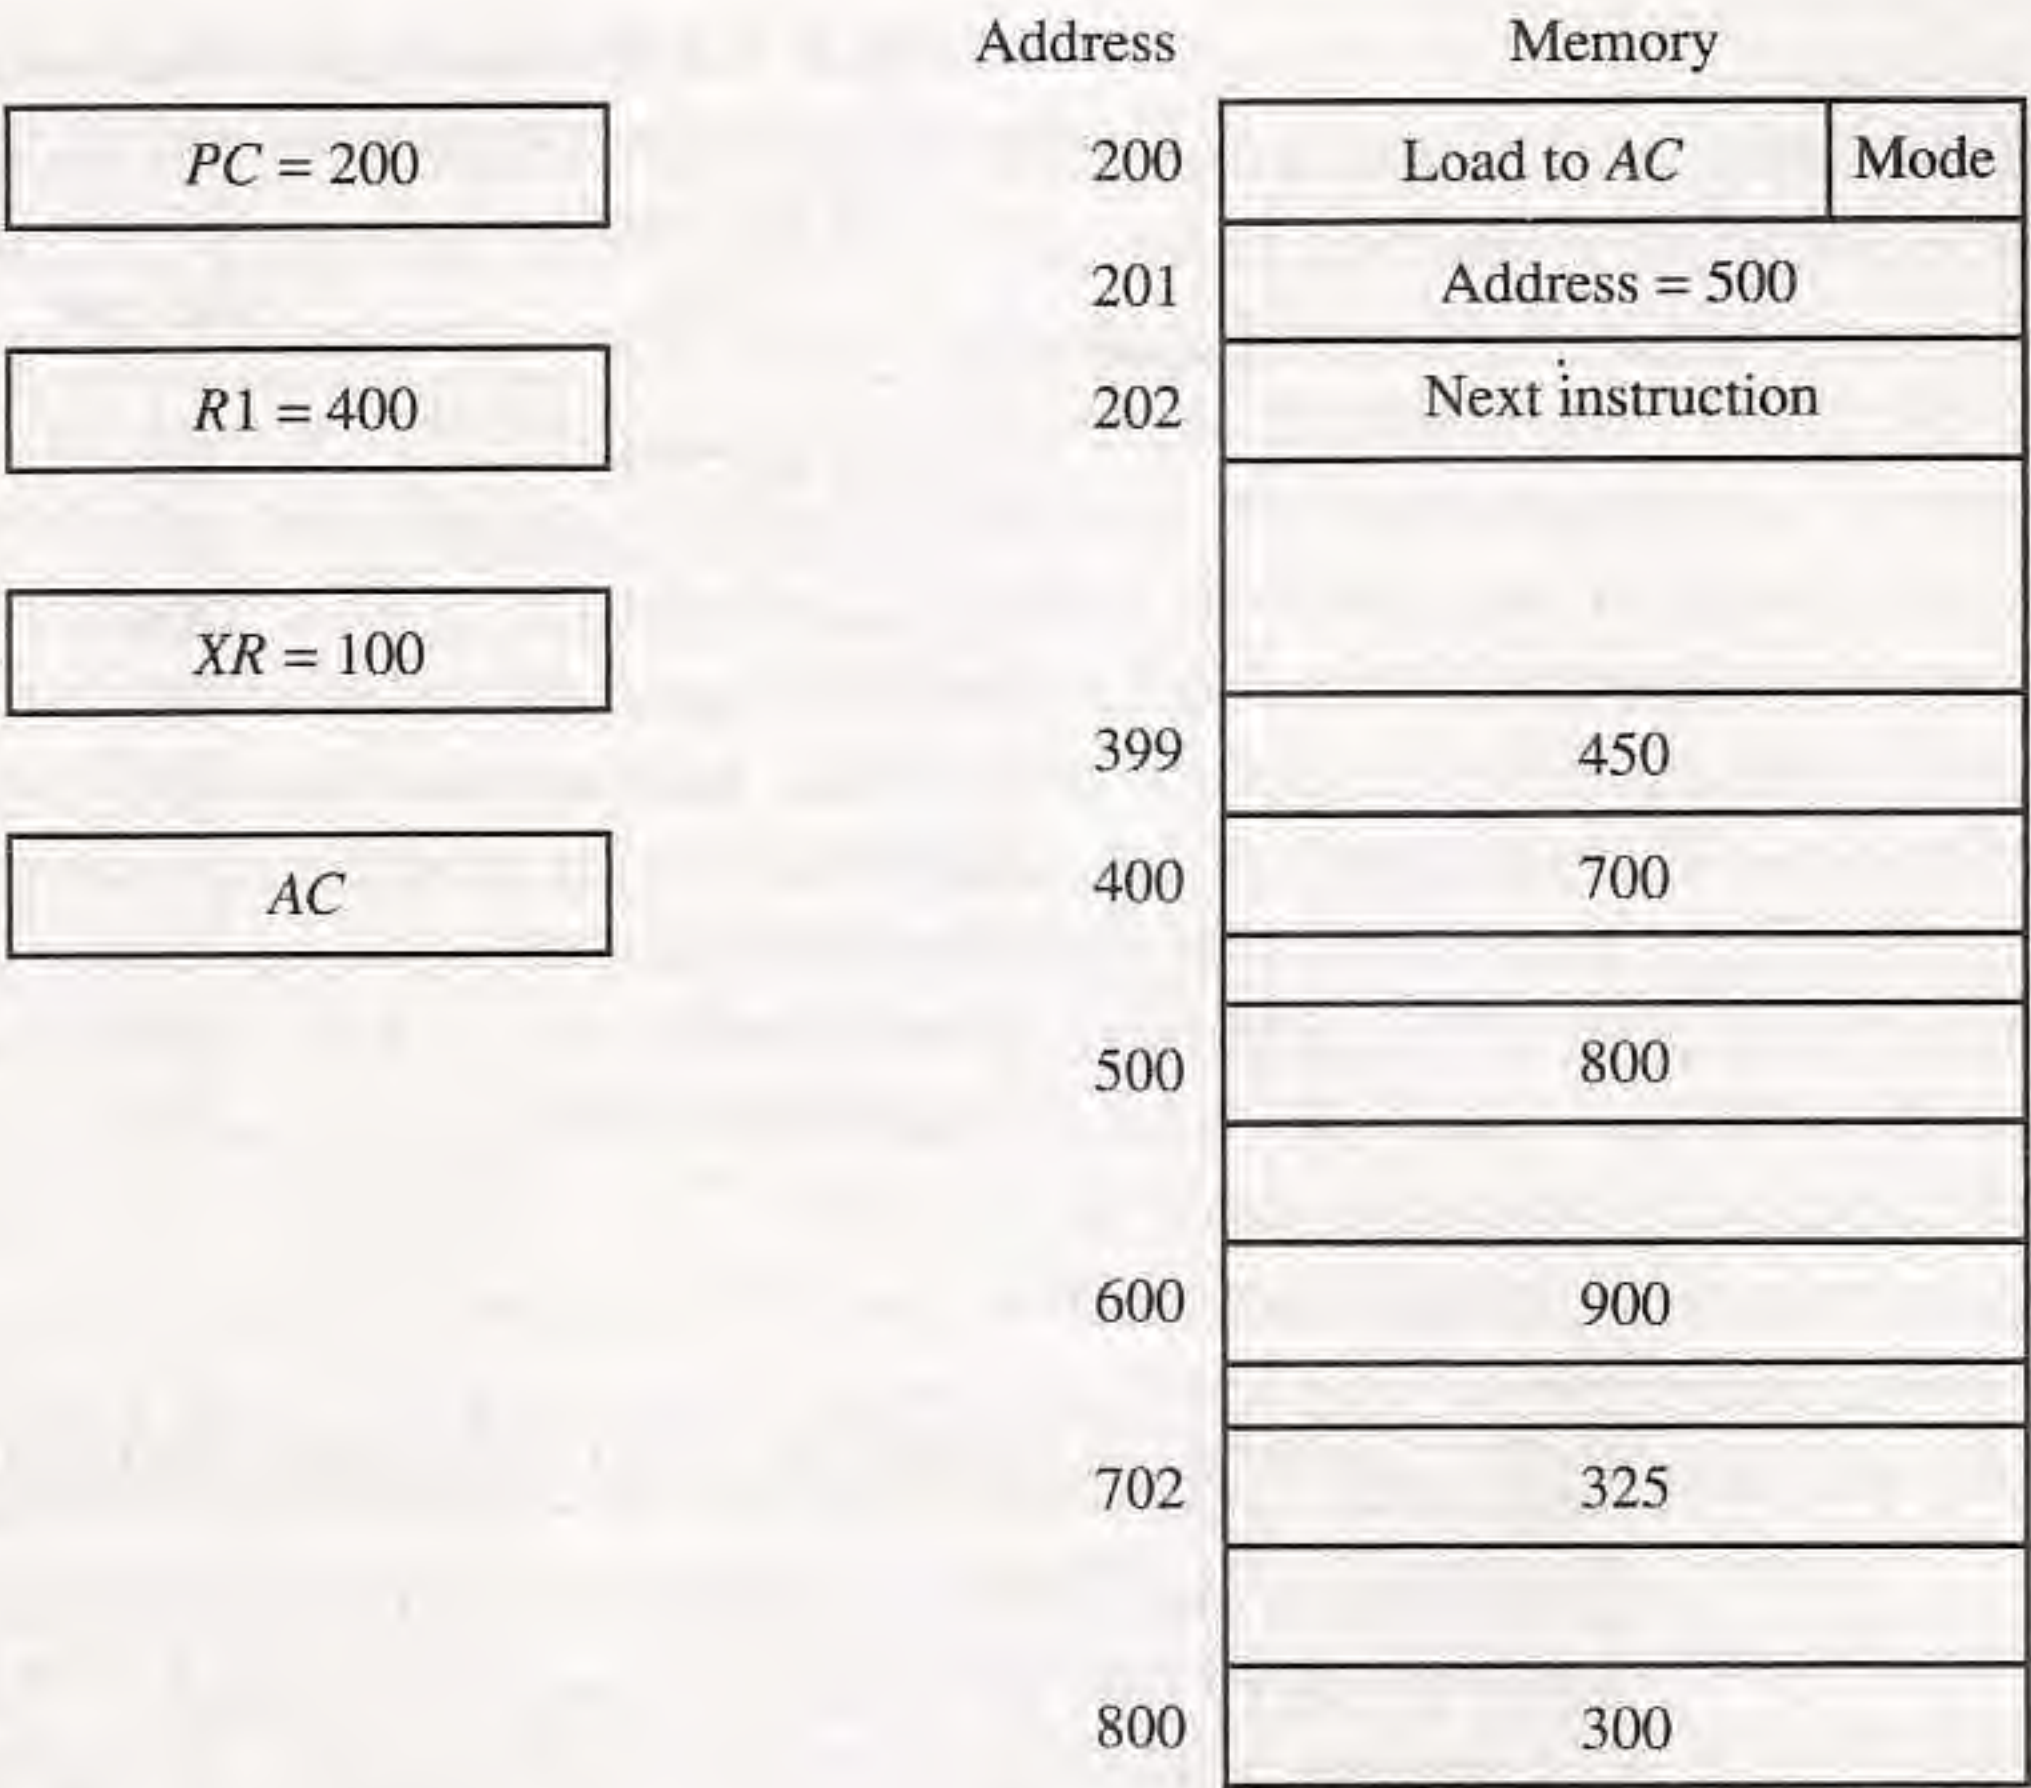 Address Memory
PC = 200
200 Load to AC Mode
201 Address = 500
R1 = 400
202 Next instruction
XR = 100
399 450
AC
400 700
500 800
600 900
702 325
800 300